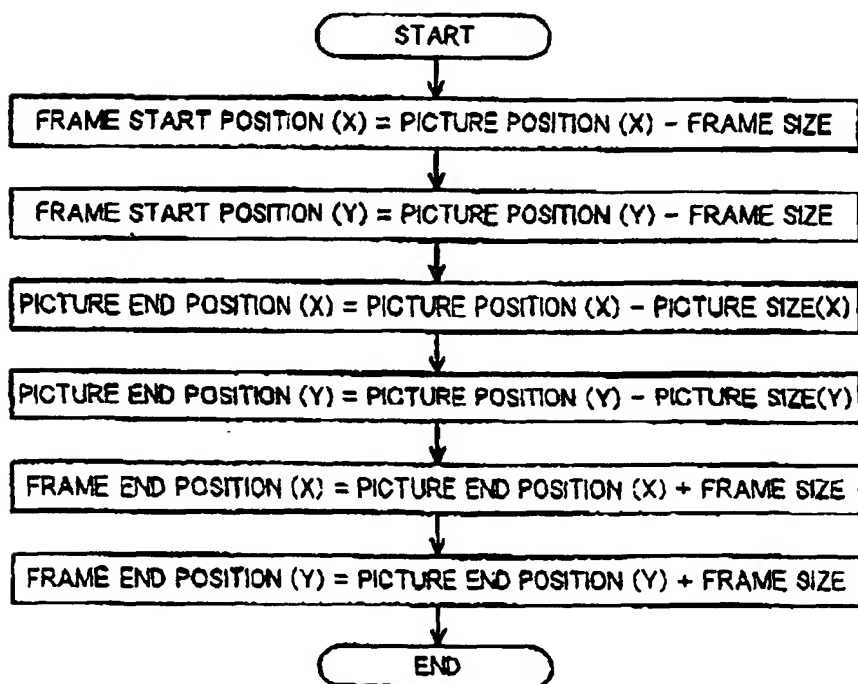 START
FRAME START POSITION (X) = PICTURE POSITION (X) - FRAME SIZE
FRAME START POSITION (Y) = PICTURE POSITION (Y) - FRAME SIZE
PICTURE END POSITION (X) = PICTURE POSITION (X) - PICTURE SIZE(X)
PICTURE END POSITION (Y) = PICTURE POSITION (Y) - PICTURE SIZE(Y)
FRAME END POSITION (X) = PICTURE END POSITION (X) + FRAME SIZE
FRAME END POSITION (Y) = PICTURE END POSITION (Y) + FRAME SIZE
END